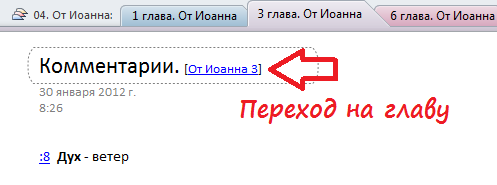 04. От Иоанна: 1 глава. От Иоанна 3 глава. От Иоанна 6 глава. От Иоанна
Комментарии. [От Иоанна 3]
30 января 2012 г.
8:26
Переход на главу
:8 Дух - ветер